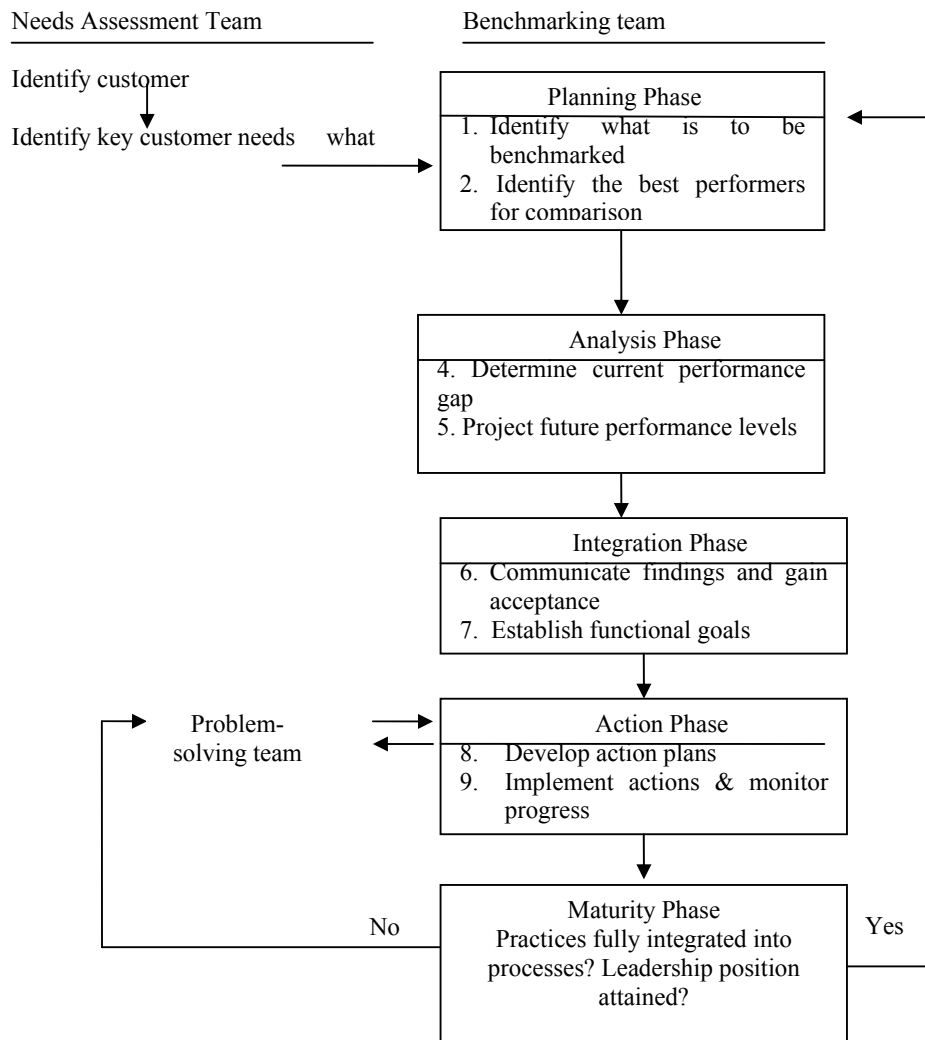 Needs Assessment Team
Benchmarking team
Identify customer
Identify key customer needs what
Planning Phase
1. Identify what is to be
benchmarked
2. Identify the best performers
for comparison
Analysis Phase
4. Determine current performance
gap
5. Project future performance levels
Integration Phase
6. Communicate findings and gain
acceptance
7. Establish functional goals
Problem-
solving team
Action Phase
8. Develop action plans
9. Implement actions & monitor
progress
No
Maturity Phase
Practices fully integrated into
processes? Leadership position
attained?
Yes